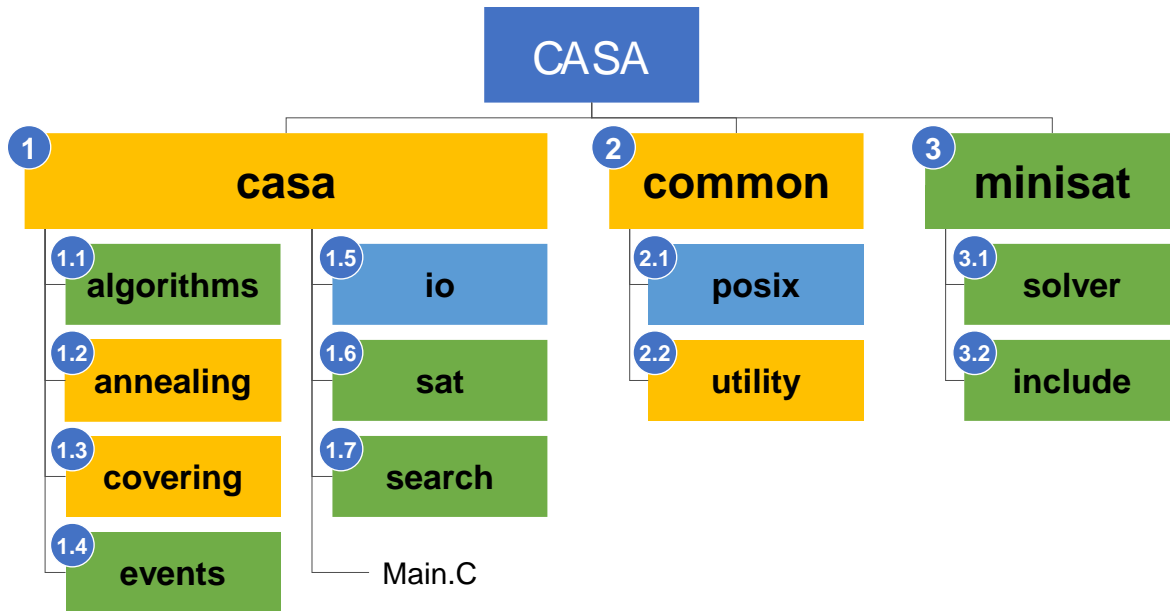 CASA
1
casa
2
common
3
minisat
1.1
algorithms
1.5
io
2.1
posix
3.1
solver
1.2
annealing
1.6
sat
2.2
utility
3.2
include
1.3
covering
1.7
search
1.4
events
Main.C